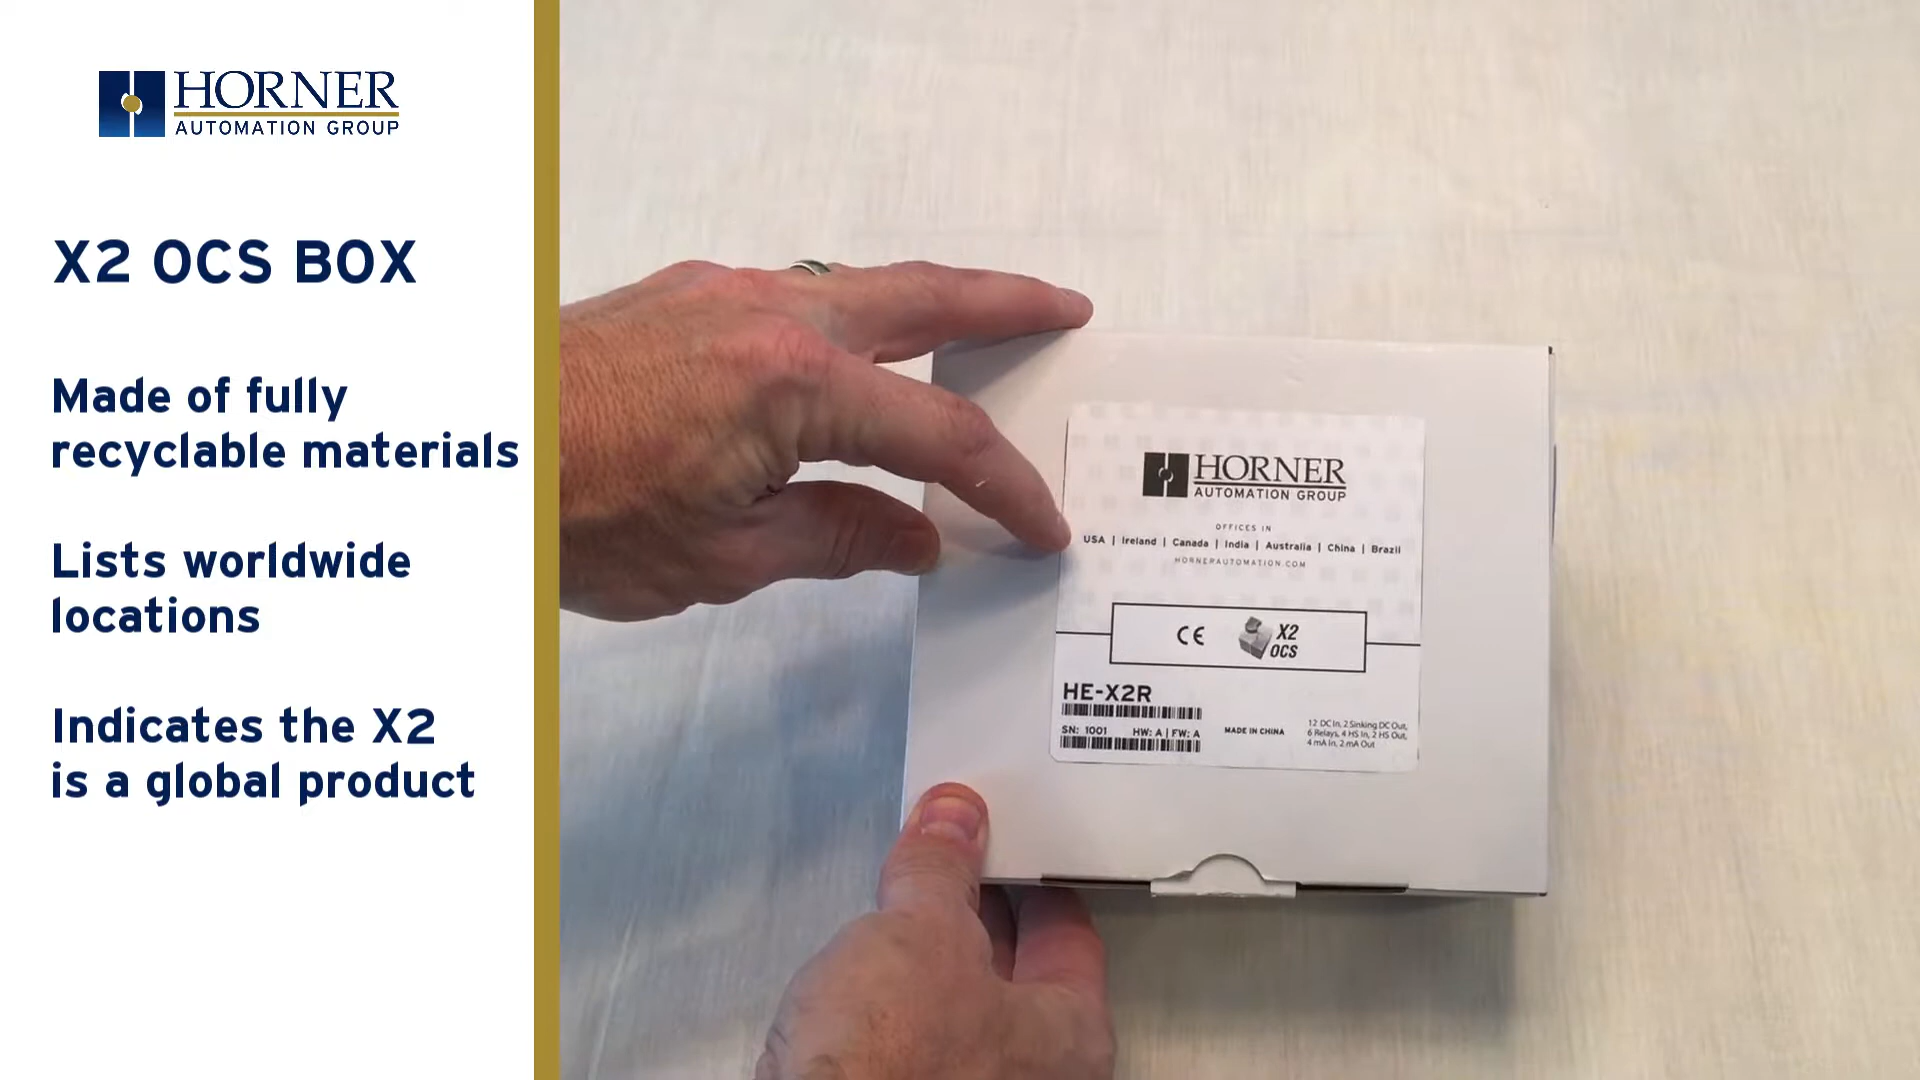 HORNER
AUTOMATION GROUP
X2 OCS BOX
Made of fully
recyclable materials
Lists worldwide
locations
Indicates the X2
is a global product
HORNER
AUTOMATION GROUP
OFFICES IN
USA | Ireland | Canada | India | Australia | China | Brazil
HORNERAUTOMATION.COM
CE
X2
OCS
HE-X2R
SN: 1001 HW: A | FW: A
MADE IN CHINA
12 DC In, 2 Sinking DC Out,
6 Relays, 4 HS In, 2 HS Out,
4 mA In, 2 mA Out